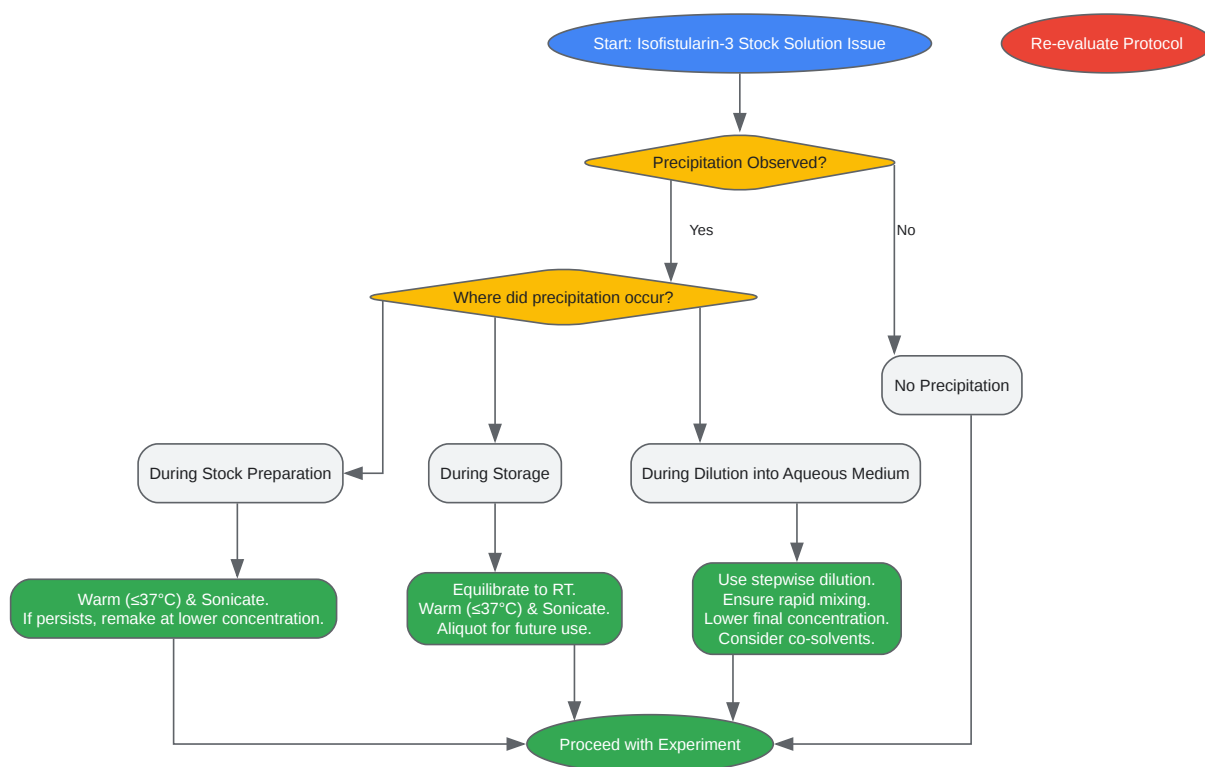 Start: Isofistularin-3 Stock Solution Issue
Re-evaluate Protocol
Precipitation Observed?
Yes
No
Where did precipitation occur?
No Precipitation
During Stock Preparation
During Storage
During Dilution into Aqueous Medium
Warm (≤37°C) & Sonicate.
If persists, remake at lower concentration.
Equilibrate to RT.
Warm (≤37°C) & Sonicate.
Aliquot for future use.
Use stepwise dilution.
Ensure rapid mixing.
Lower final concentration.
Consider co-solvents.
Proceed with Experiment